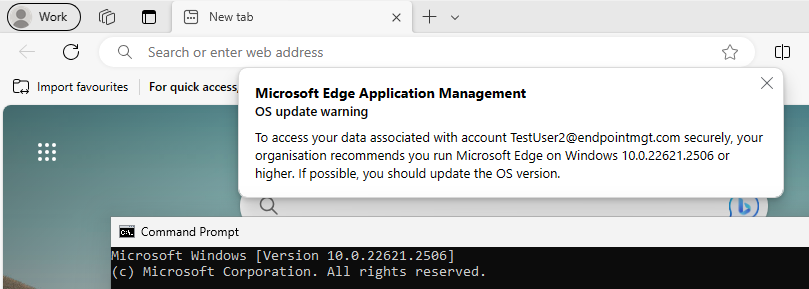 Work
New tab
Search or enter web address
Import favourites
For quick access,
Microsoft Edge Application Management
OS update warning
To access your data associated with account TestUser2@endpointmgt.com securely, your
organisation recommends you run Microsoft Edge on Windows 10.0.22621.2506 or
higher. If possible, you should update the OS version.
Command Prompt
Microsoft Windows [Version 10.0.22621.2506]
(c) Microsoft Corporation. All rights reserved.